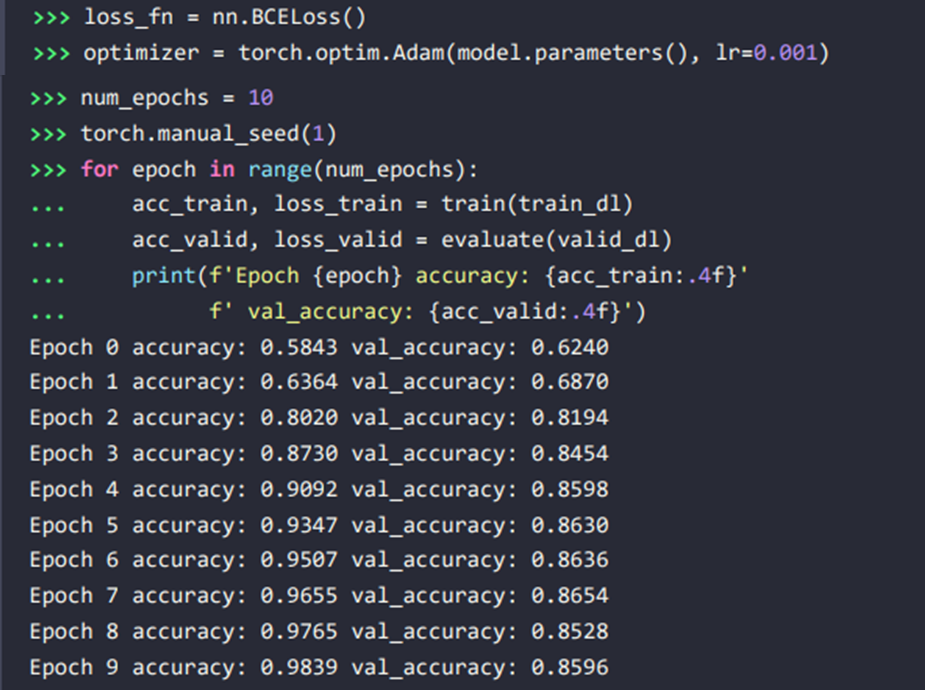 >>> loss_fn = nn.BCELoss()
>>> optimizer = torch.optim.Adam(model.parameters(), lr=0.001)
>>> num_epochs = 10
>>> torch.manual_seed(1)
>>> for epoch in range(num_epochs):
...     acc_train, loss_train = train(train_dl)
...     acc_valid, loss_valid = evaluate(valid_dl)
...     print(f'Epoch {epoch} accuracy: {acc_train:.4f}'
...           f' val_accuracy: {acc_valid:.4f}')
Epoch 0 accuracy: 0.5843 val_accuracy: 0.6240
Epoch 1 accuracy: 0.6364 val_accuracy: 0.6870
Epoch 2 accuracy: 0.8020 val_accuracy: 0.8194
Epoch 3 accuracy: 0.8730 val_accuracy: 0.8454
Epoch 4 accuracy: 0.9092 val_accuracy: 0.8598
Epoch 5 accuracy: 0.9347 val_accuracy: 0.8630
Epoch 6 accuracy: 0.9507 val_accuracy: 0.8636
Epoch 7 accuracy: 0.9655 val_accuracy: 0.8654
Epoch 8 accuracy: 0.9765 val_accuracy: 0.8528
Epoch 9 accuracy: 0.9839 val_accuracy: 0.8596